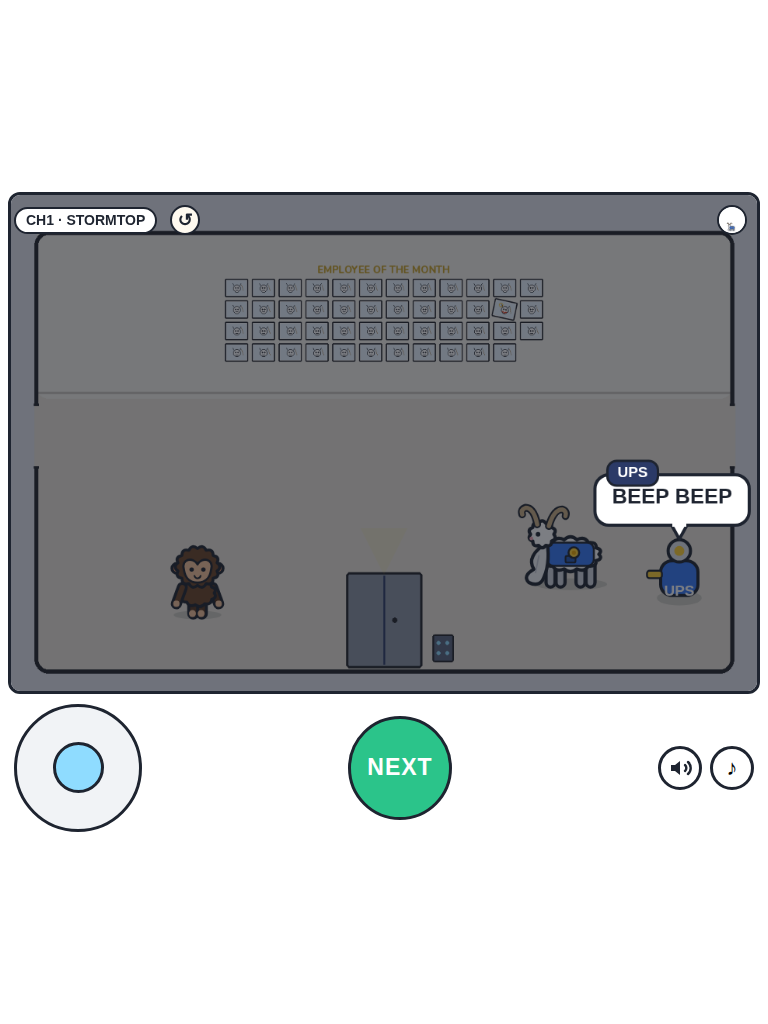 CH1 · STORMTOP
EMPLOYEE OF THE MONTH
UPS
BEEP BEEP
UPS
NEXT